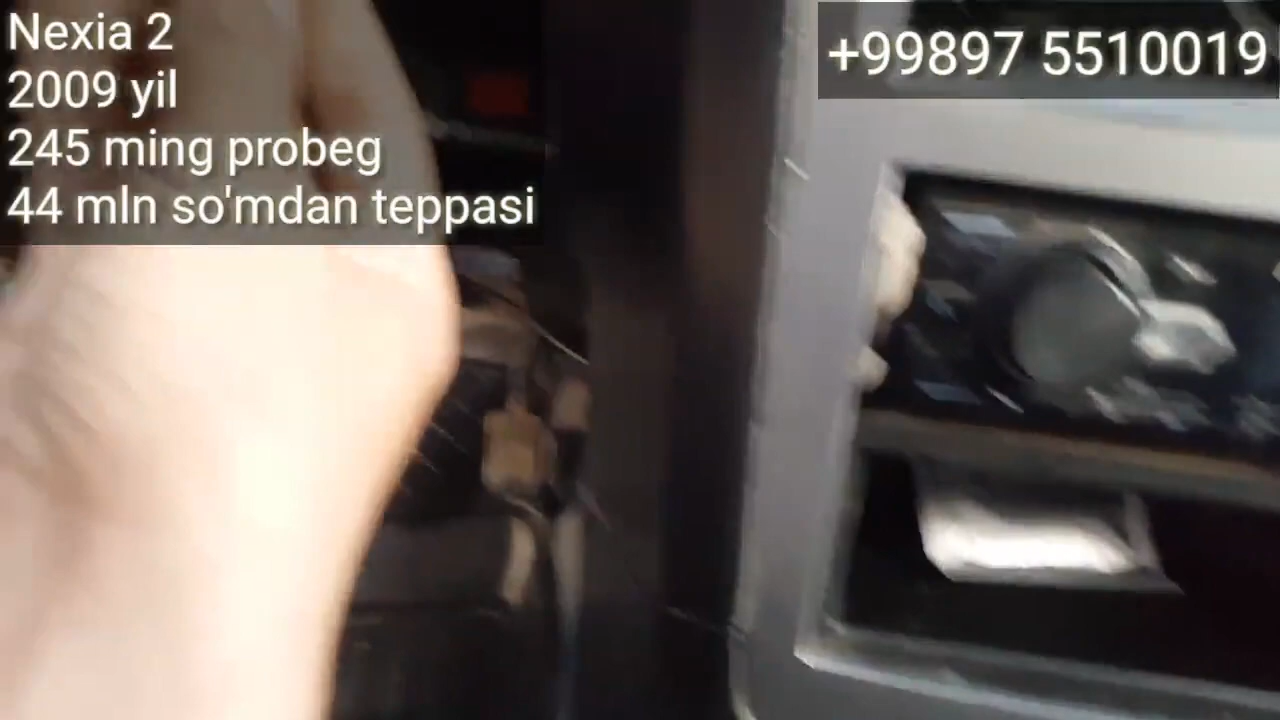 Nexia 2
2009 yil
245 ming probeg
44 mln so'mdan teppasi
+99897 5510019